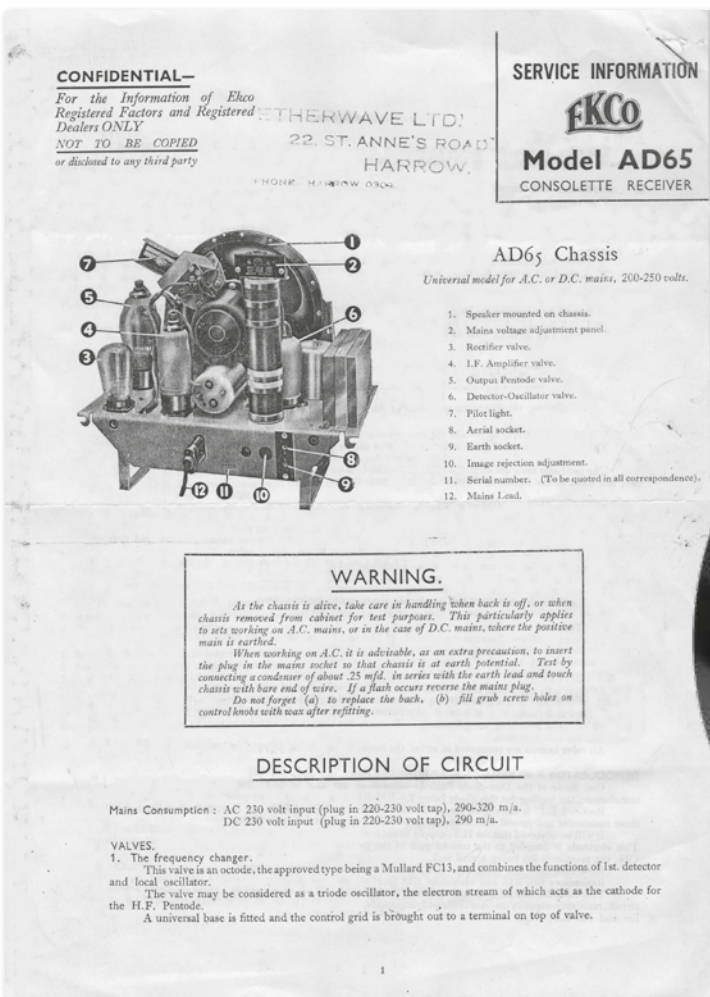 CONFIDENTIAL—
For the Information of Ekco
Registered Factors and Registered
Dealers ONLY
NOT TO BE COPIED
or disclosed to any third party
ETHERWAVE LTD.
22. ST. ANNE'S ROAD
HARROW.
PHONE HARROW
SERVICE INFORMATION
EKCO
Model AD65
CONSOLETTE RECEIVER
AD65 Chassis
Universal model for A.C. or D.C. mains, 200-250 volts.
1. Speaker mounted on chassis.
2. Mains voltage adjustment panel.
3. Rectifier valve.
4. I.F. Amplifier valve.
5. Output Pentode valve.
6. Detector-Oscillator valve.
7. Pilot light.
8. Aerial socket.
9. Earth socket.
10. Image rejection adjustment.
11. Serial number. (To be quoted in all correspondence).
12. Mains Lead.
1
2
7
5
6
4
3
8
9
12 11 10
WARNING.
As the chassis is alive, take care in handling when back is off, or when
chassis removed from cabinet for test purposes. This particularly applies
to sets working on A.C. mains, or in the case of D.C. mains, where the positive
main is earthed.
When working on A.C. it is advisable, as an extra precaution, to insert
the plug in the mains socket so that chassis is at earth potential. Test by
connecting a condenser of about .25 mfd. in series with the earth lead and touch
chassis with bare end of wire. If a flash occurs reverse the mains plug.
Do not forget (a) to replace the back, (b) fill grub screw holes on
control knobs with wax after refitting.
DESCRIPTION OF CIRCUIT
Mains Consumption : AC 230 volt input (plug in 220-230 volt tap), 290-320 m/a.
DC 230 volt input (plug in 220-230 volt tap), 290 m/a.
VALVES.
1. The frequency changer.
This valve is an octode, the approved type being a Mullard FC13, and combines the functions of 1st. detector
and local oscillator.
The valve may be considered as a triode oscillator, the electron stream of which acts as the cathode for
the H.F. Pentode.
A universal base is fitted and the control grid is brought out to a terminal on top of valve.
1